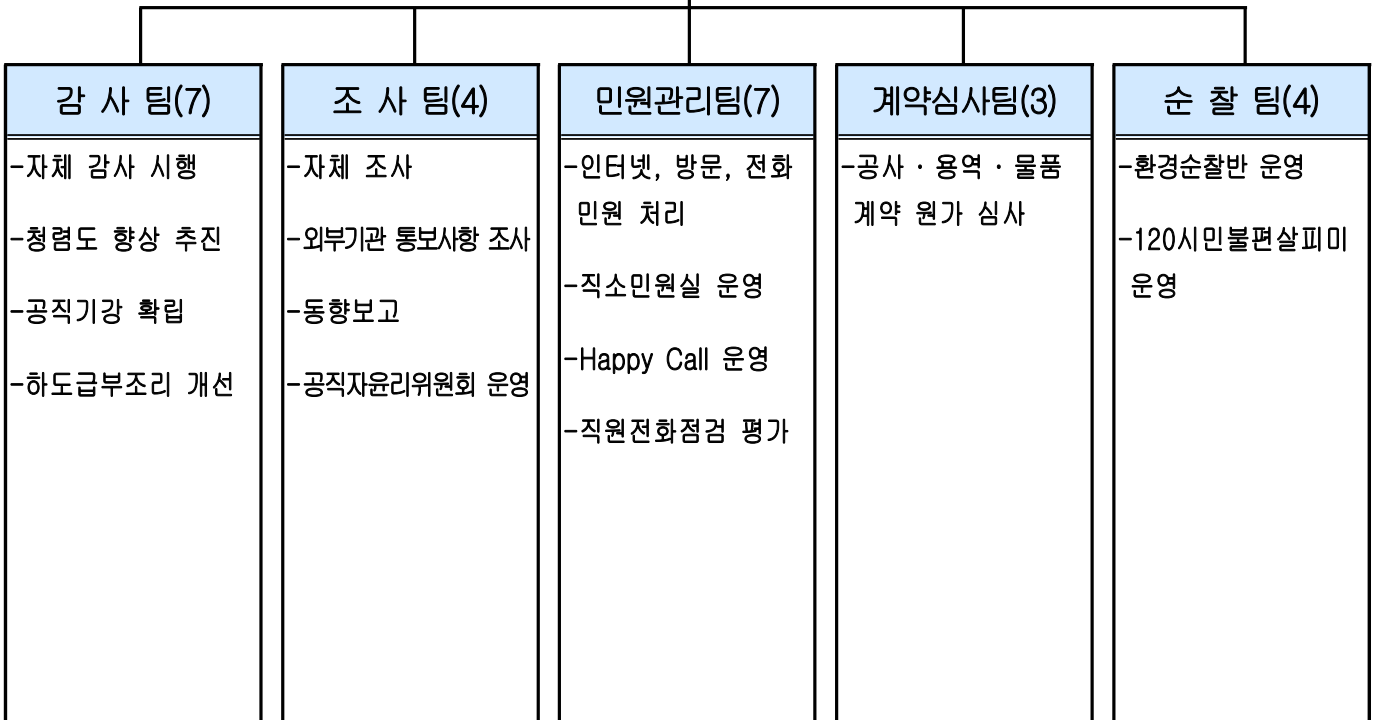 감 사 팀(7)
-자체 감사 시행
-청렴도 향상 추진
-공직기강 확립
-하도급부조리 개선
조 사 팀(4)
-자체 조사
-외부기관 통보사항 조사
-동향보고
-공직자윤리위원회 운영
민원관리팀(7)
-인터넷, 방문, 전화
민원 처리
-직소민원실 운영
-Happy Call 운영
-직원전화점검 평가
계약심사팀(3)
-공사·용역·물품
계약 원가 심사
순 찰 팀(4)
-환경순찰반 운영
-120시민불편살피미
운영